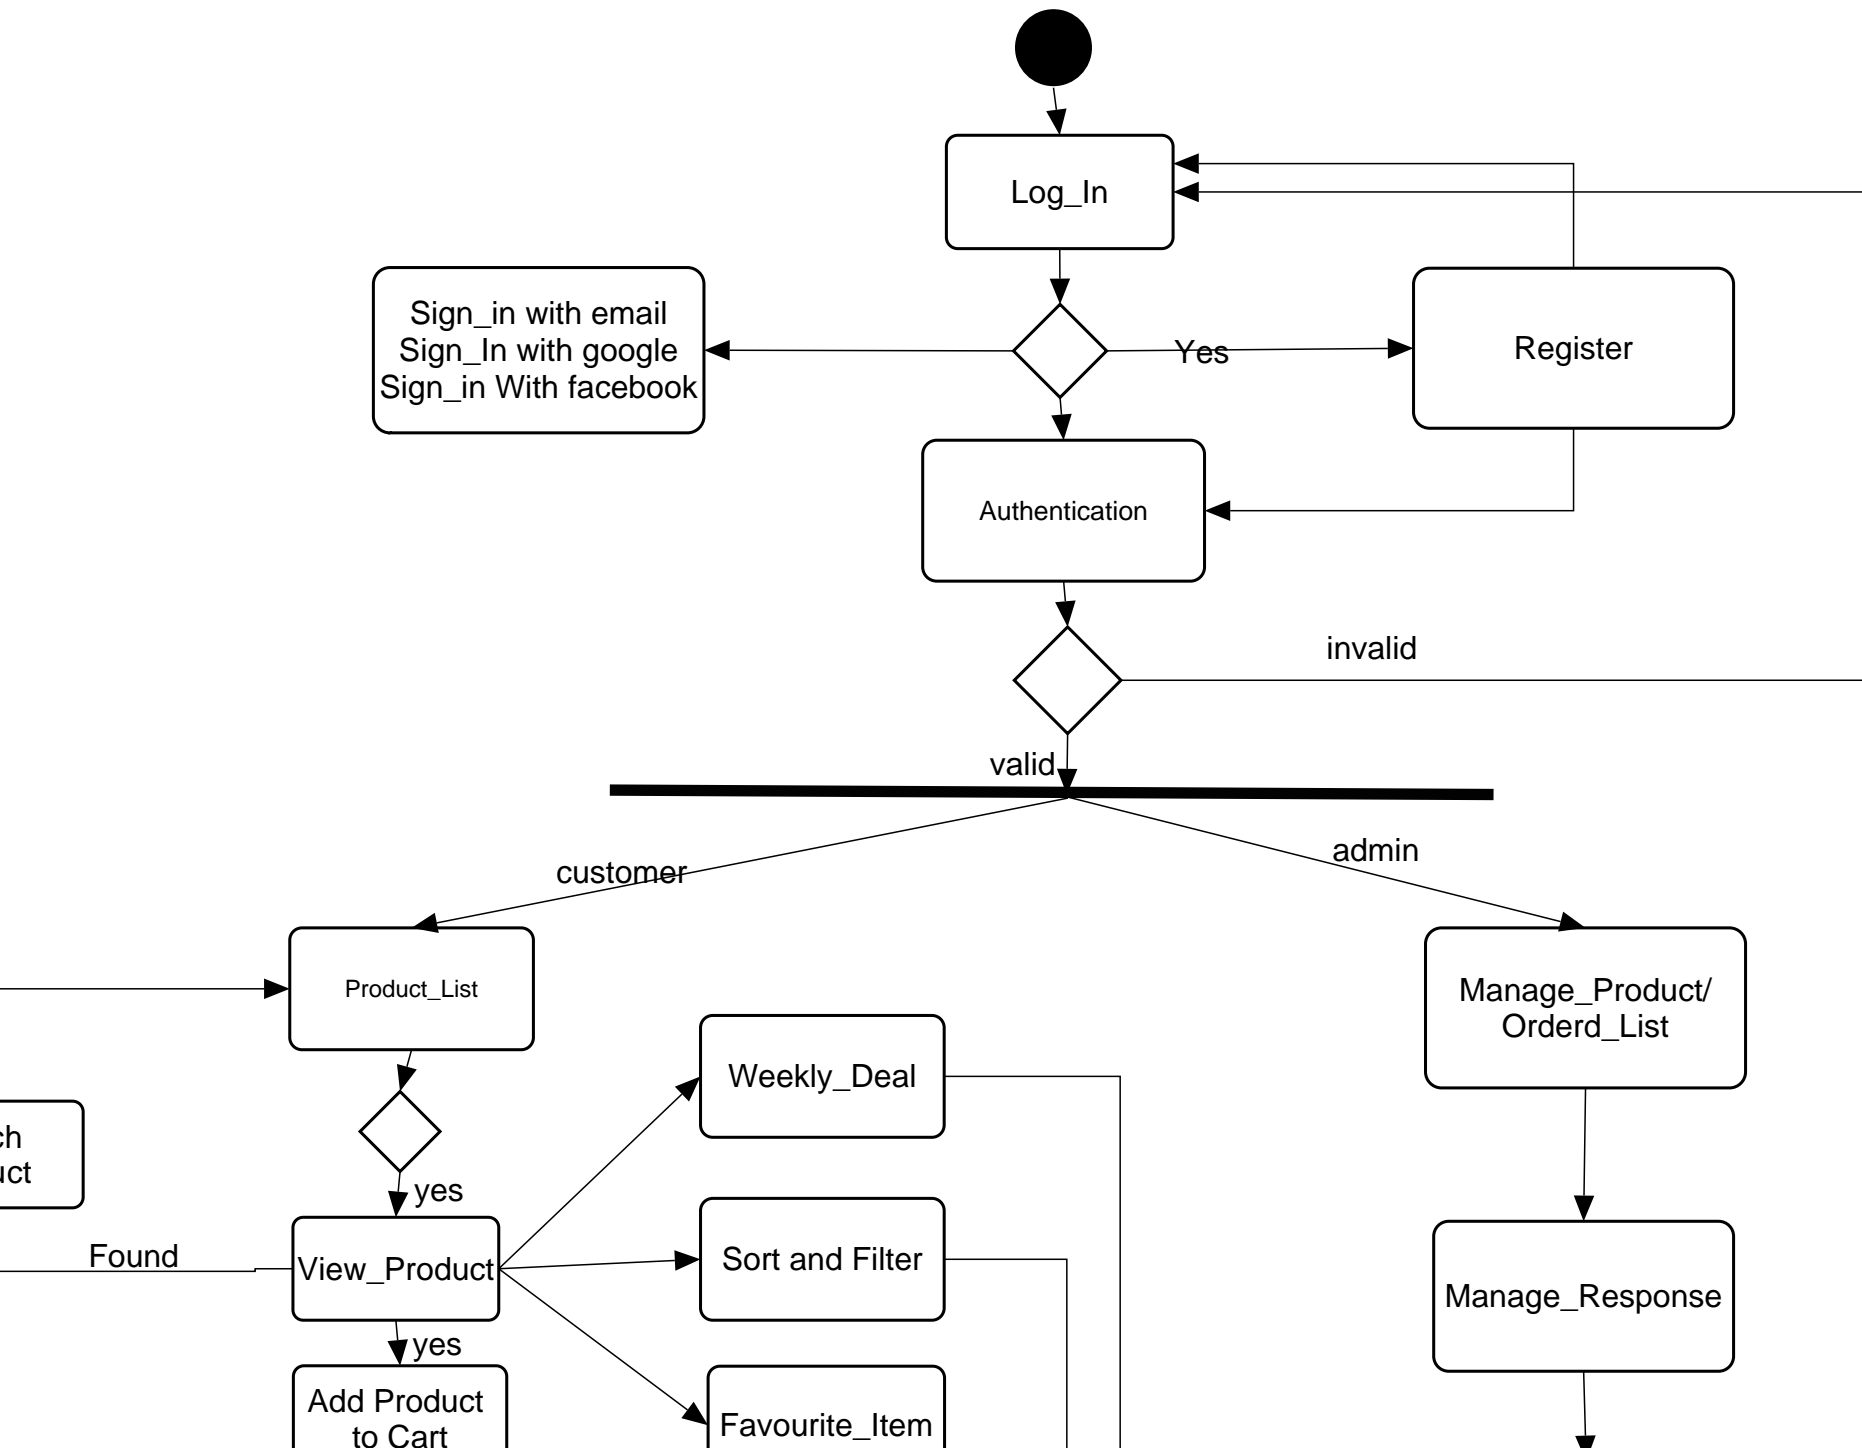 Log_In
Sign_in with email
Sign_In with google
Sign_in With facebook
Yes
Register
Authentication
invalid
valid
customer
admin
Product_List
Manage_Product/
Orderd_List
Weekly_Deal
yes
Found
View_Product
Sort and Filter
Manage_Response
yes
Add Product
to Cart
Favourite_Item